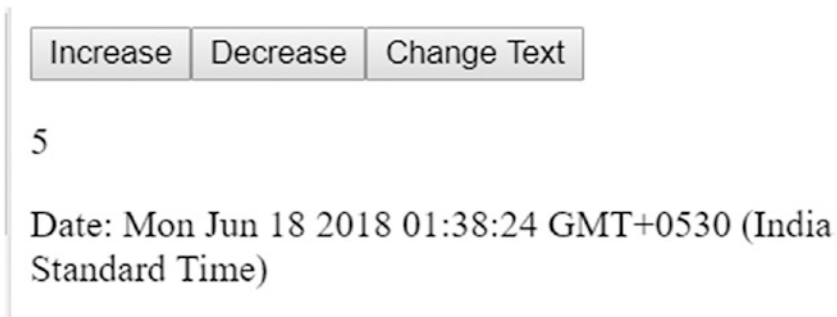 Increase Decrease Change Text
5
Date: Mon Jun 18 2018 01:38:24 GMT+0530 (India
Standard Time)